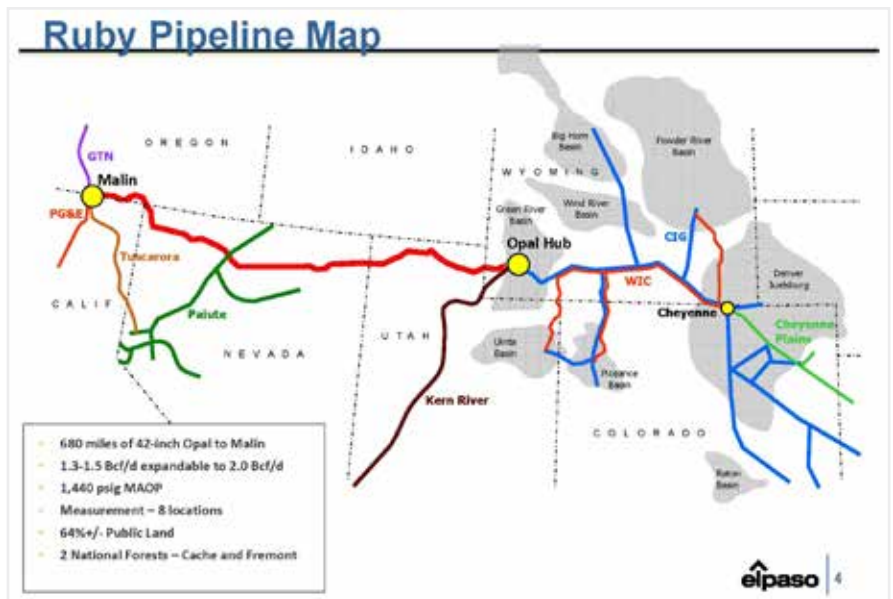 Ruby Pipeline Map
OREGON
IDAHO
WYOMING
Big Horn Basin
Powder River Basin
GTN
Malin
Wind River Basin
Green River Basin
PG&E
Opal Hub
CIG
Tuscarora
WIC
Denver Julesburg
CALIF
Paiute
Cheyenne
UTAH
Cheyenne Plains
NEVADA
Uinta Basin
Piceance Basin
Kern River
COLORADO
Raton Basin
680 miles of 42-inch Opal to Malin
1.3-1.5 Bcf/d expandable to 2.0 Bcf/d
1,440 psig MAOP
Measurement – 8 locations
64%+/- Public Land
2 National Forests – Cache and Fremont
elpaso 4